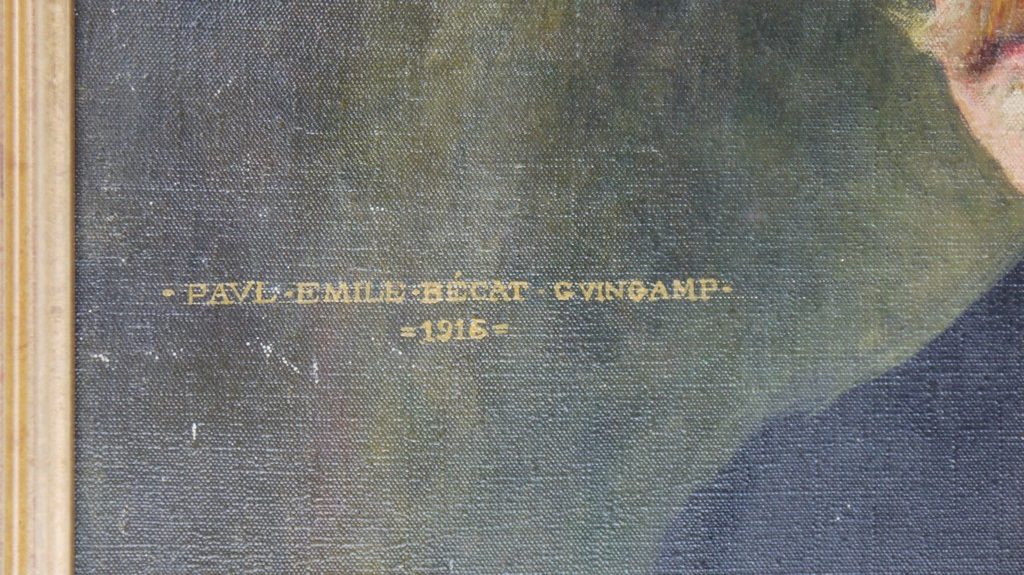 • PAVL • EMILE • BÉCAT • GVINGAMP •
= 1915 =